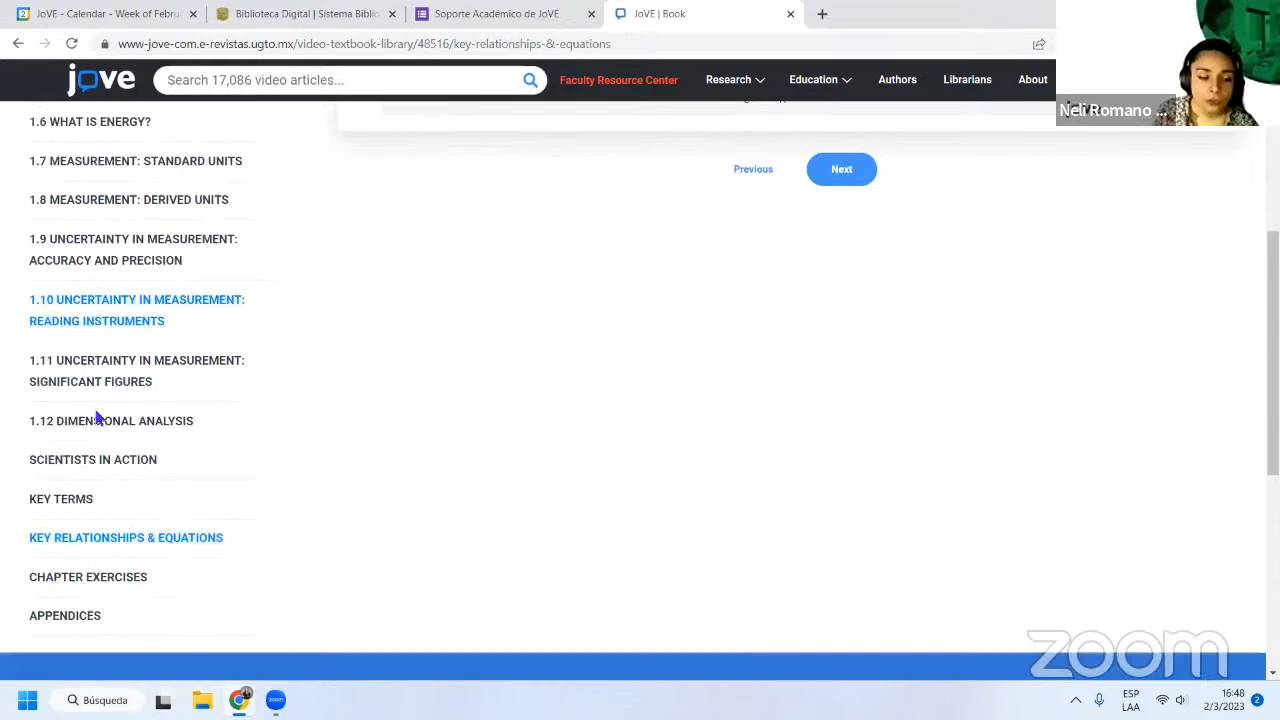 JoVE - Calendar - Week of Febru
Biblioteca Digital | Sistema Biblic
Soporte Académico de JoVE
JoVE | Book
www-jove-com.e-revistas.ugto.mx/video-textbook-library/48516/key-relationships-&-equations
jove
Search 17,086 video articles...
Faculty Resource Center
Research
Education
Authors
Librarians
About
Neli Romano ...
1.6 WHAT IS ENERGY?
1.7 MEASUREMENT: STANDARD UNITS
1.8 MEASUREMENT: DERIVED UNITS
1.9 UNCERTAINTY IN MEASUREMENT:
ACCURACY AND PRECISION
1.10 UNCERTAINTY IN MEASUREMENT:
READING INSTRUMENTS
1.11 UNCERTAINTY IN MEASUREMENT:
SIGNIFICANT FIGURES
1.12 DIMENSIONAL ANALYSIS
SCIENTISTS IN ACTION
KEY TERMS
KEY RELATIONSHIPS & EQUATIONS
CHAPTER EXERCISES
APPENDICES
Previous
Next
zoom
Búsqueda
zoom
ESP
LAA
16:48
2/3/2023
2